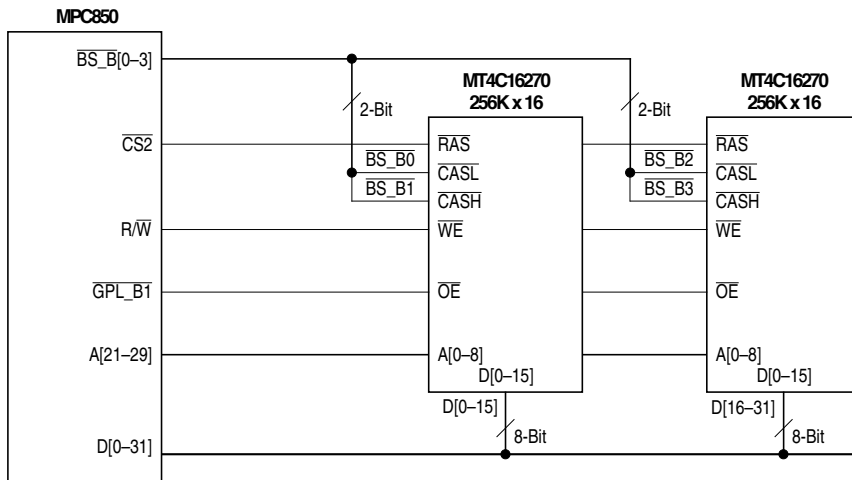 MPC850
BS_B[0–3]
MT4C16270
256K x 16
MT4C16270
256K x 16
2-Bit
2-Bit
CS2
RAS
RAS
BS_B0
CASL
BS_B2
CASL
BS_B1
CASH
BS_B3
CASH
R/W
WE
WE
GPL_B1
OE
OE
A[21–29]
A[0–8]
A[0–8]
D[0–15]
D[0–15]
D[0–15]
D[16–31]
8-Bit
8-Bit
D[0–31]